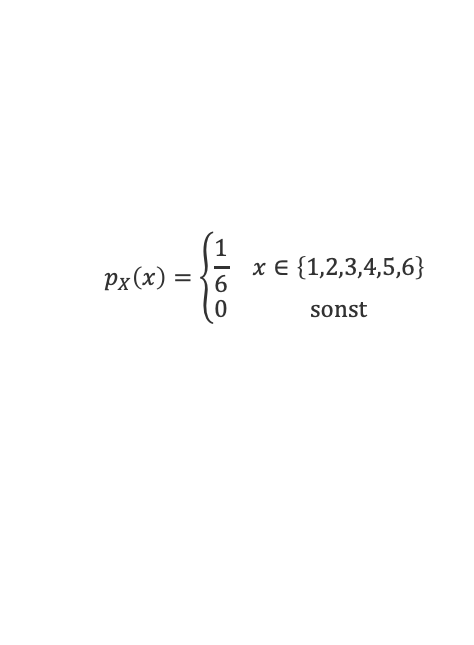 p_X(x) = { 1/6 x ∈ {1,2,3,4,5,6}
0 sonst